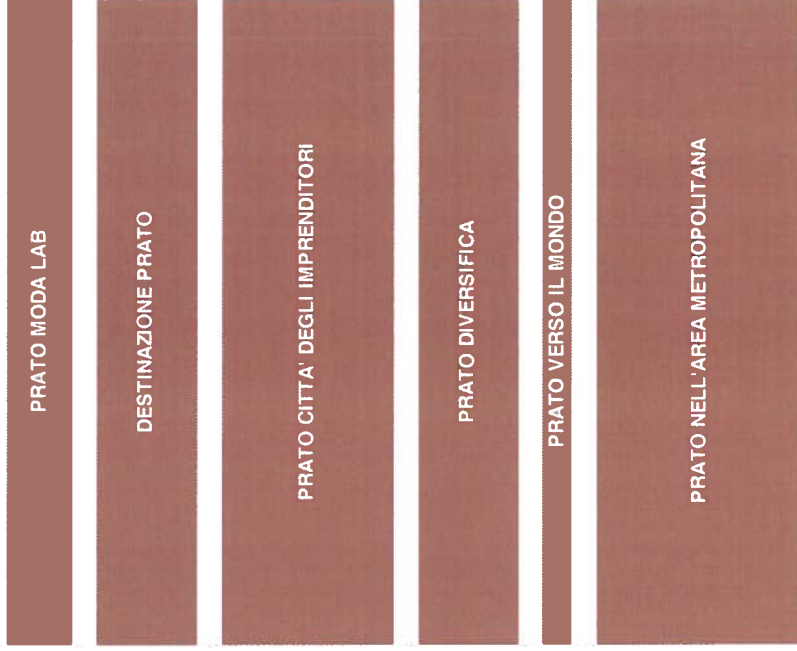 PRATO MODA LAB
DESTINAZIONE PRATO
PRATO CITTA' DEGLI IMPRENDITORI
PRATO DIVERSIFICA
PRATO VERSO IL MONDO
PRATO NELL'AREA METROPOLITANA